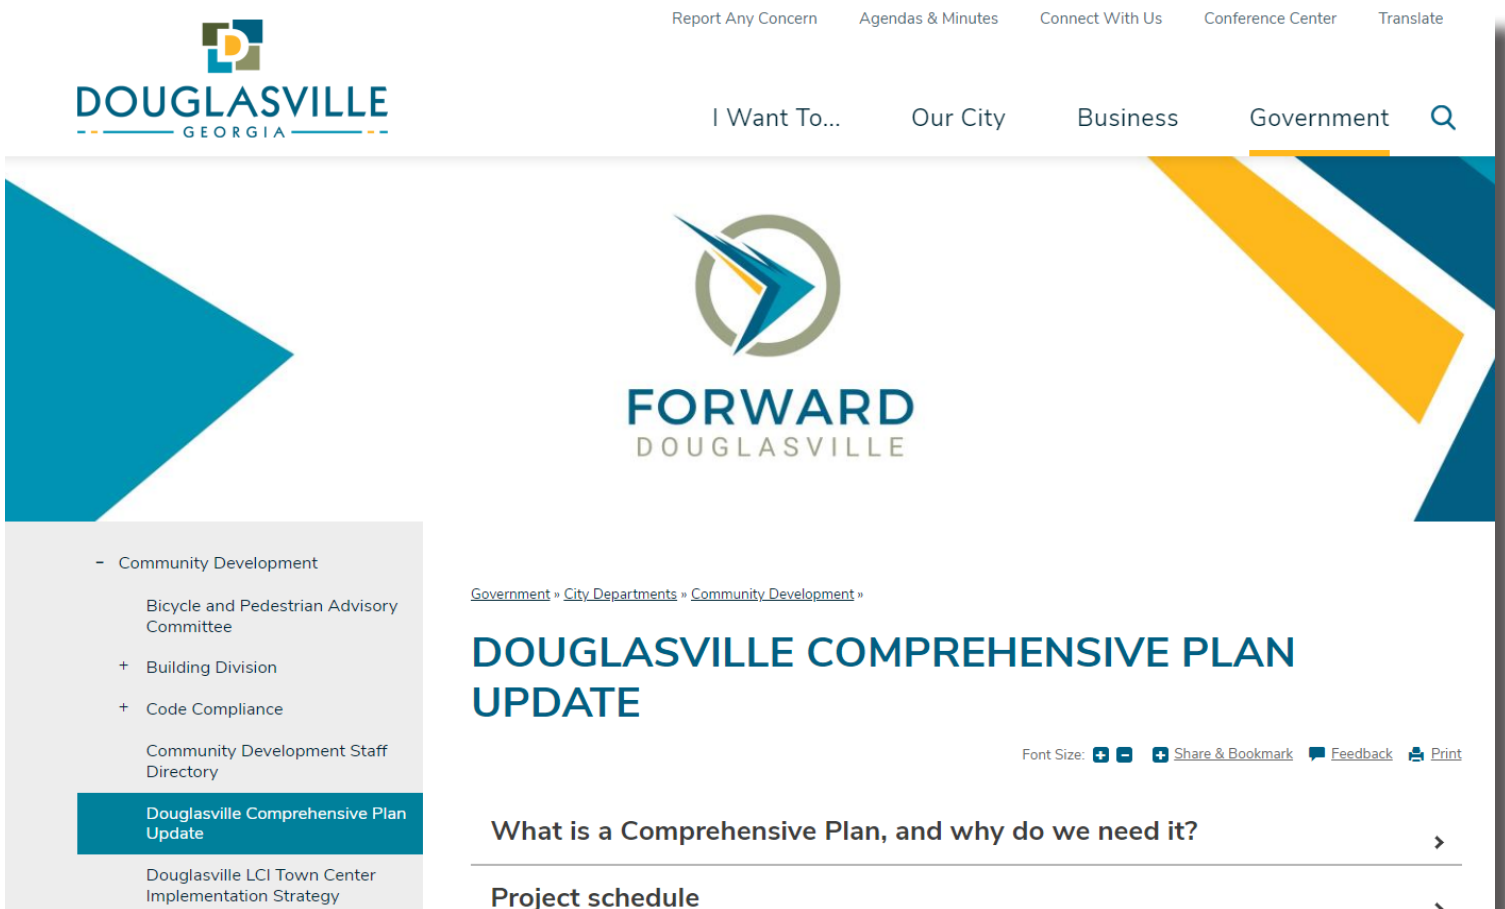 Report Any Concern Agendas & Minutes Connect With Us Conference Center Translate
D
DOUGLASVILLE
GEORGIA
I Want To... Our City Business Government
FORWARD
DOUGLASVILLE
- Community Development
Bicycle and Pedestrian Advisory
Committee
+ Building Division
+ Code Compliance
Community Development Staff
Directory
Douglasville Comprehensive Plan
Update
Douglasville LCI Town Center
Implementation Strategy
Government » City Departments » Community Development »
DOUGLASVILLE COMPREHENSIVE PLAN
UPDATE
Font Size: + - + Share & Bookmark Feedback Print
What is a Comprehensive Plan, and why do we need it?
Project schedule